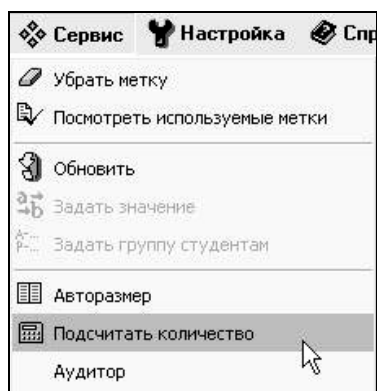 Сервис Настройка Спр
Убрать метку
Посмотреть используемые метки
Обновить
Задать значение
Задать группу студентам
Авторазмер
Подсчитать количество
Аудитор